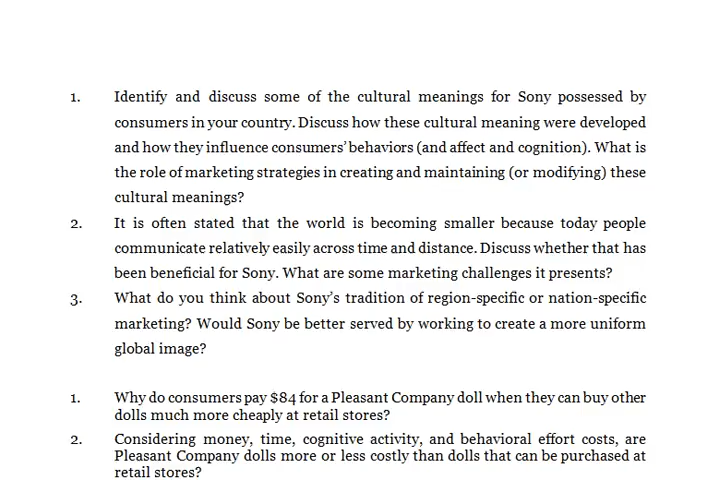 1. Identify and discuss some of the cultural meanings for Sony possessed by
consumers in your country. Discuss how these cultural meaning were developed
and how they influence consumers' behaviors (and affect and cognition). What is
the role of marketing strategies in creating and maintaining (or modifying) these
cultural meanings?
2. It is often stated that the world is becoming smaller because today people
communicate relatively easily across time and distance. Discuss whether that has
been beneficial for Sony. What are some marketing challenges it presents?
3. What do you think about Sony's tradition of region-specific or nation-specific
marketing? Would Sony be better served by working to create a more uniform
global image?
1. Why do consumers pay $84 for a Pleasant Company doll when they can buy other
dolls much more cheaply at retail stores?
2. Considering money, time, cognitive activity, and behavioral effort costs, are
Pleasant Company dolls more or less costly than dolls that can be purchased at
retail stores?